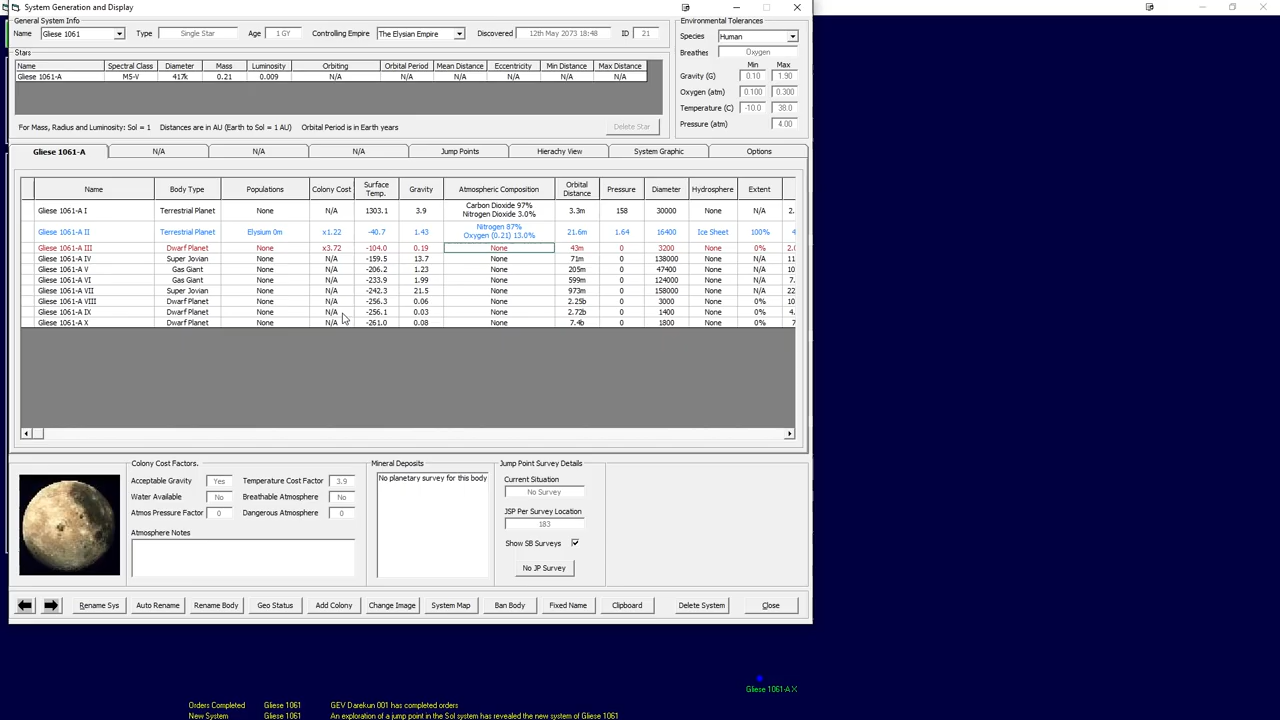 System Generation and Display
General System Info
Name Gliese 1061 Type Single Star Age 1 GY Controlling Empire The Elysian Empire Discovered 12th May 2073 18:48 ID 21
Environmental Tolerances
Species Human
Breathes Oxygen
Min Max
Gravity (G) 0.10 1.90
Oxygen (atm) 0.100 0.300
Temperature (C) -10.0 38.0
Pressure (atm) 4.00
Stars
Name Spectral Class Diameter Mass Luminosity Orbiting Orbital Period Mean Distance Eccentricity Min Distance Max Distance
Gliese 1061-A M5-V 417k 0.21 0.009 N/A N/A N/A N/A N/A N/A
For Mass, Radius and Luminosity: Sol = 1 Distances are in AU (Earth to Sol = 1 AU) Orbital Period is in Earth years Delete Star
Gliese 1061-A N/A N/A N/A Jump Points Hierachy View System Graphic Options
Name Body Type Populations Colony Cost Surface Temp. Gravity Atmospheric Composition Orbital Distance Pressure Diameter Hydrosphere Extent
Gliese 1061-A I Terrestrial Planet None N/A 1303.1 3.9 Carbon Dioxide 97% Nitrogen Dioxide 3.0% 3.3m 158 30000 None N/A 2.
Gliese 1061-A II Terrestrial Planet Elysium 0m x1.22 -40.7 1.43 Nitrogen 87% Oxygen (0.21) 13.0% 21.6m 1.64 16400 Ice Sheet 100% 4
Gliese 1061-A III Dwarf Planet None x3.72 -104.0 0.19 None 43m 0 3200 None 0% 2.0
Gliese 1061-A IV Super Jovian None N/A -159.5 13.7 None 71m 0 138000 None N/A 28
Gliese 1061-A V Gas Giant None N/A -206.2 1.23 None 205m 0 47400 None N/A 10
Gliese 1061-A VI Gas Giant None N/A -233.9 1.99 None 599m 0 124000 None N/A 7.
Gliese 1061-A VII Super Jovian None N/A -242.3 21.5 None 973m 0 158000 None N/A 22
Gliese 1061-A VIII Dwarf Planet None N/A -256.3 0.06 None 2.25b 0 3000 None 0% 10
Gliese 1061-A IX Dwarf Planet None N/A -256.1 0.03 None 2.72b 0 1400 None 0% 4.
Gliese 1061-A X Dwarf Planet None N/A -261.0 0.08 None 7.4b 0 1800 None 0% 7
Colony Cost Factors.
Acceptable Gravity Yes Temperature Cost Factor 3.9
Water Available No Breathable Atmosphere No
Atmos Pressure Factor 0 Dangerous Atmosphere 0
Atmosphere Notes
Mineral Deposits
No planetary survey for this body
Jump Point Survey Details
Current Situation
No Survey
JSP Per Survey Location
183
Show SB Surveys
No JP Survey
Rename Sys Auto Rename Rename Body Geo Status Add Colony Change Image System Map Ban Body Fixed Name Clipboard Delete System Close
Gliese 1061-A X
Orders Completed Gliese 1061 GEV Darekun 001 has completed orders
New System Gliese 1061 An exploration of a jump point in the Sol system has revealed the new system of Gliese 1061